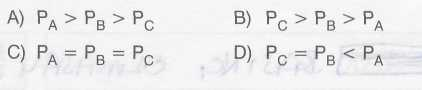 A) P_A > P_B > P_C B) P_C > P_B > P_A
C) P_A = P_B = P_C D) P_C = P_B < P_A